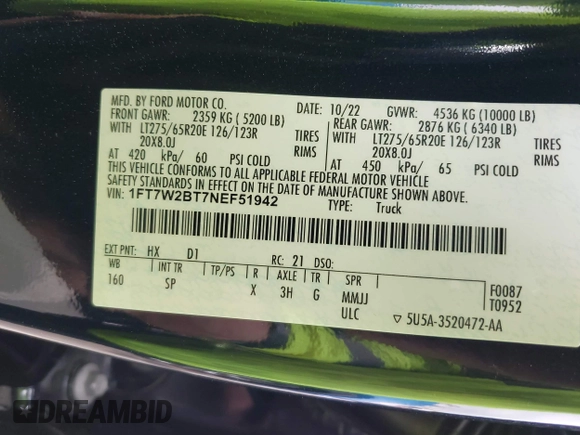 MFD. BY FORD MOTOR CO. 10/22 GVWR: 4536 KG (10000 LB)
FRONT GAWR: 2359 KG ( 5200 LB) REAR GAWR: 2876 KG ( 6340 LB)
WITH LT275/65R20E 126/123R TIRES WITH LT275/65R20E 126/123R TIRES
20X8.0J RIMS 20X8.0J RIMS
AT 420 kPa/ 60 PSI COLD AT 450 kPa/ 65 PSI COLD
THIS VEHICLE CONFORMS TO ALL APPLICABLE FEDERAL MOTOR VEHICLE
SAFETY STANDARDS IN EFFECT ON THE DATE OF MANUFACTURE SHOWN ABOVE
VIN: 1FT7W2BT7NEF51942 TYPE: Truck
EXT PNT: HX D1 RC: 21 DSO:
WB INT TR TP/PS R AXLE TR SPR F0087
160 SP X 3H G MMJJ T0952
ULC ▽ 5U5A-3520472-AA
DREAMBID